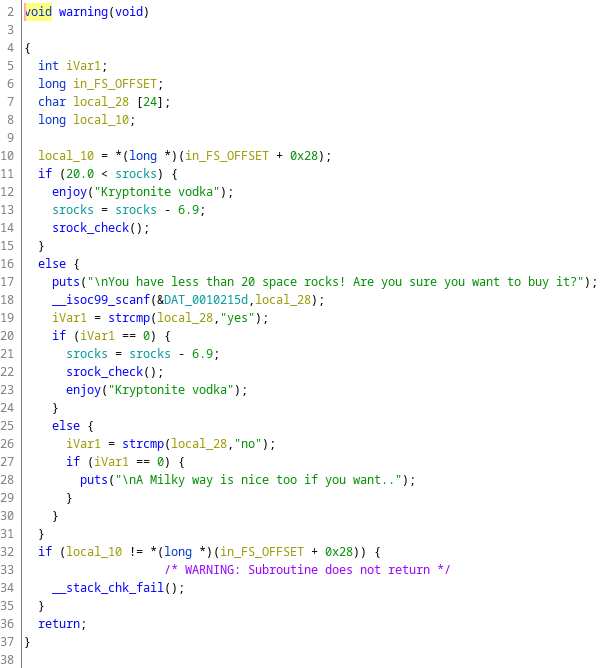 2 void warning(void)
3
4 {
5 int iVar1;
6 long in_FS_OFFSET;
7 char local_28 [24];
8 long local_10;
9
10 local_10 = *(long *)(in_FS_OFFSET + 0x28);
11 if (20.0 < srocks) {
12 enjoy("Kryptonite vodka");
13 srocks = srocks - 6.9;
14 srock_check();
15 }
16 else {
17 puts("\nYou have less than 20 space rocks! Are you sure you want to buy it?");
18 __isoc99_scanf(&DAT_0010215d,local_28);
19 iVar1 = strcmp(local_28,"yes");
20 if (iVar1 == 0) {
21 srocks = srocks - 6.9;
22 srock_check();
23 enjoy("Kryptonite vodka");
24 }
25 else {
26 iVar1 = strcmp(local_28,"no");
27 if (iVar1 == 0) {
28 puts("\nA Milky way is nice too if you want..");
29 }
30 }
31 }
32 if (local_10 != *(long *)(in_FS_OFFSET + 0x28)) {
33 /* WARNING: Subroutine does not return */
34 __stack_chk_fail();
35 }
36 return;
37 }
38